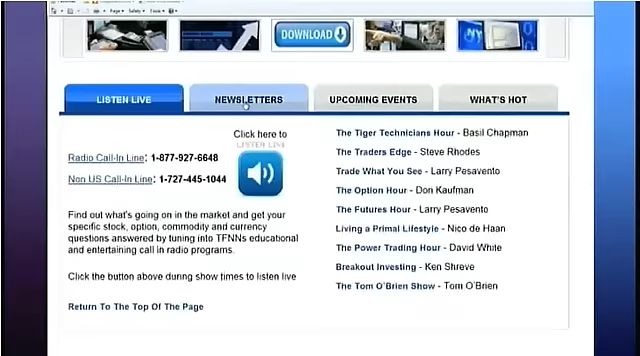 Page Safety Tools
DOWNLOAD
LISTEN LIVE NEWSLETTERS UPCOMING EVENTS WHAT'S HOT
Click here to
LISTEN LIVE
Radio Call-In Line: 1-877-927-6648
Non US Call-In Line: 1-727-445-1044
Find out what's going on in the market and get your
specific stock, option, commodity and currency
questions answered by tuning into TFNNs educational
and entertaining call in radio programs.
Click the button above during show times to listen live
Return To The Top Of The Page
The Tiger Technicians Hour - Basil Chapman
The Traders Edge - Steve Rhodes
Trade What You See - Larry Pesavento
The Option Hour - Don Kaufman
The Futures Hour - Larry Pesavento
Living a Primal Lifestyle - Nico de Haan
The Power Trading Hour - David White
Breakout Investing - Ken Shreve
The Tom O'Brien Show - Tom O'Brien